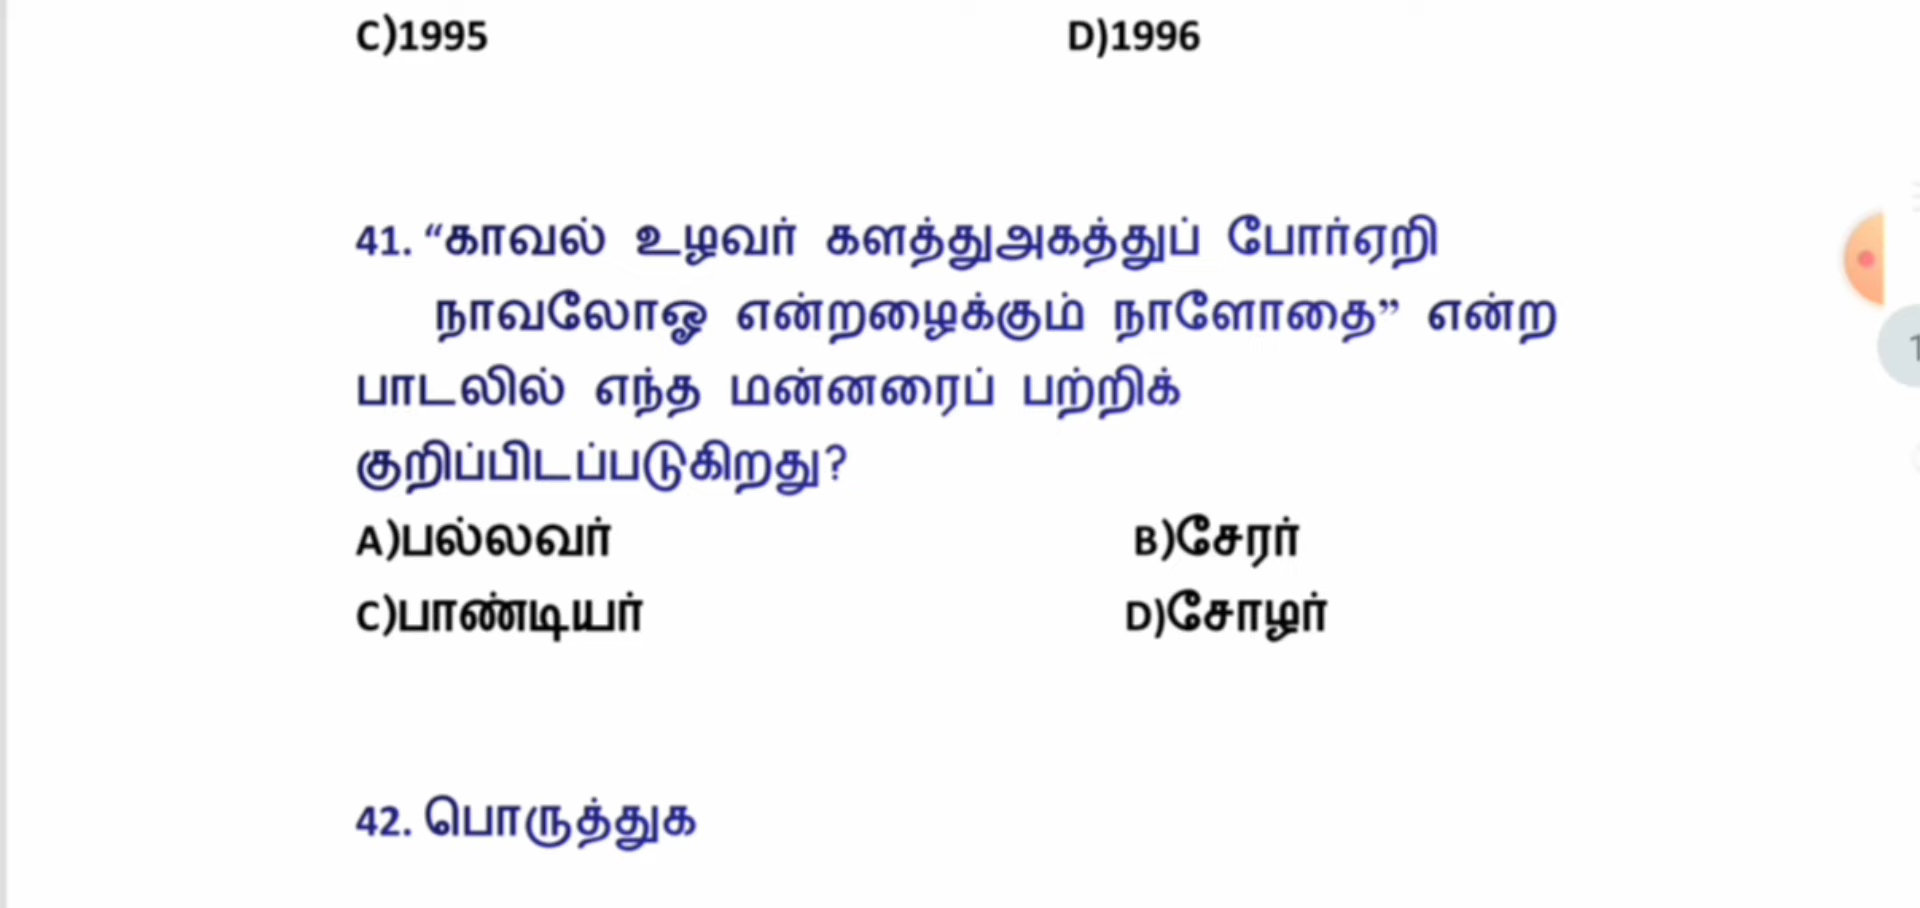 C)1995 D)1996
41. “காவல் உழவர் களத்துஅகத்துப் போர்ஏறி
நாவலோஓ என்றழைக்கும் நாளோதை” என்ற
பாடலில் எந்த மன்னரைப் பற்றிக்
குறிப்பிடப்படுகிறது?
A)பல்லவர் B)சேரர்
C)பாண்டியர் D)சோழர்
42. பொருத்துக